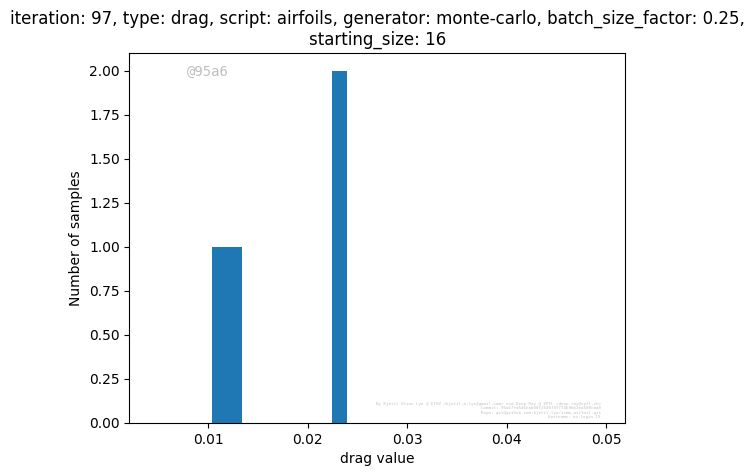 iteration: 97, type: drag, script: airfoils, generator: monte-carlo, batch_size_factor: 0.25,
starting_size: 16
@95a6
2.00
1.75
1.50
1.25
1.00
0.75
0.50
0.25
0.00
Number of samples
0.01
0.02
0.03
0.04
0.05
drag value